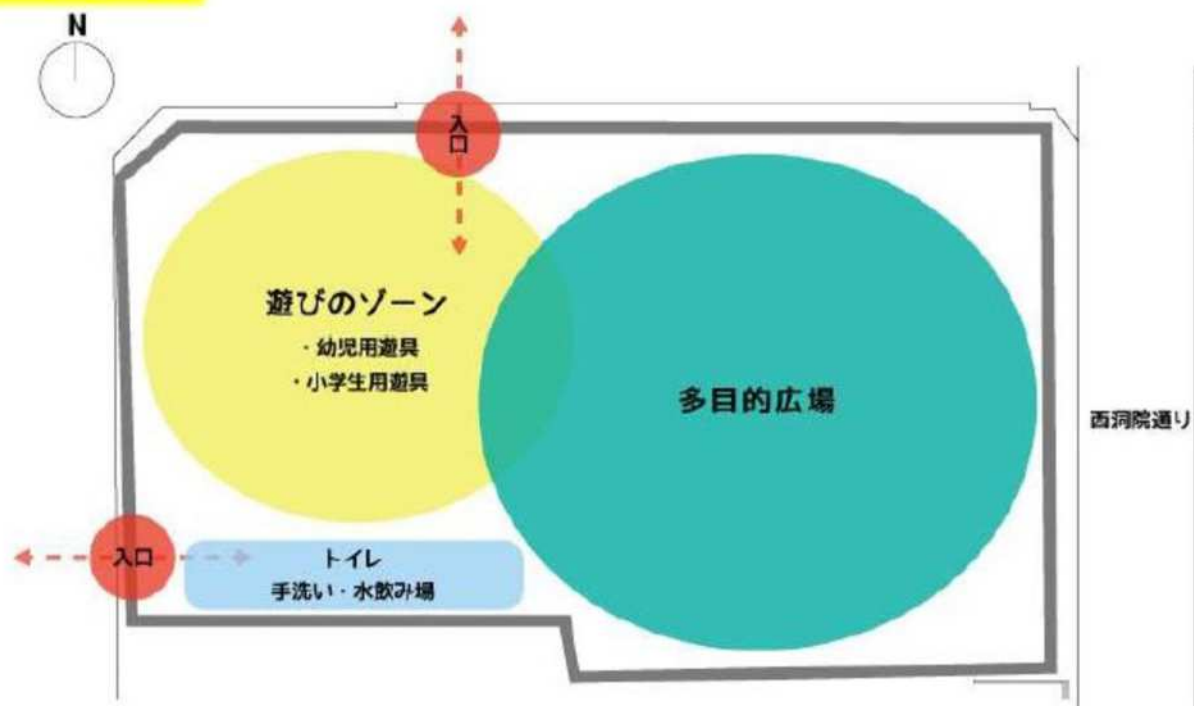 N
入口
遊びのゾーン
・幼児用遊具
・小学生用遊具
多目的広場
西洞院通り
入口
トイレ
手洗い・水飲み場